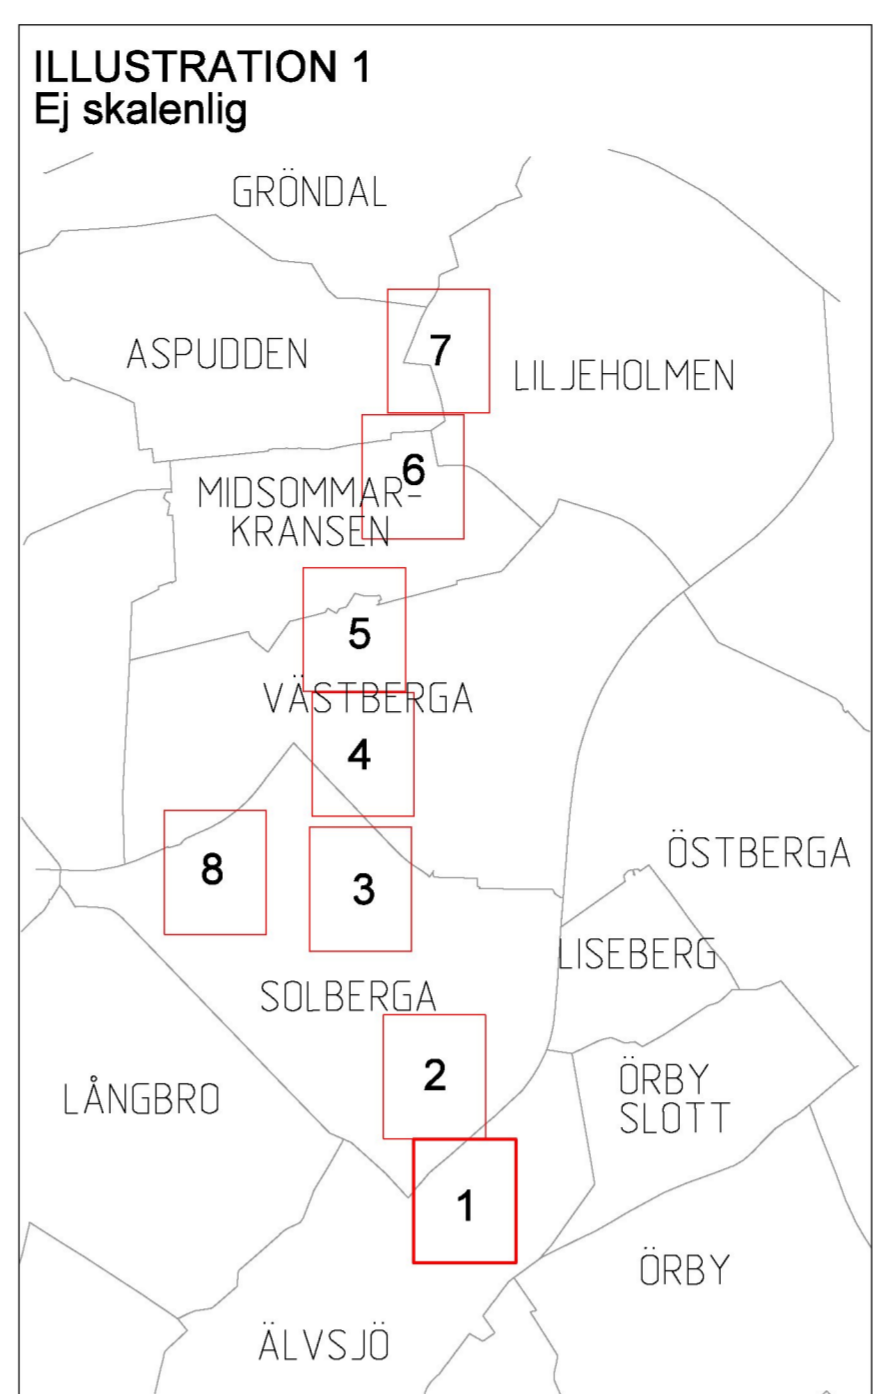 ILLUSTRATION 1
Ej skalenlig
GRÖNDAL
ASPUDDEN
7
LILJEHOLMEN
6
MIDSOMMAR-
KRANSEN
5
VÄSTBERGA
4
8
3
ÖSTBERGA
LISEBERG
SOLBERGA
2
LÅNGBRO
ÖRBY
SLOTT
1
ÖRBY
ÄLVSJÖ